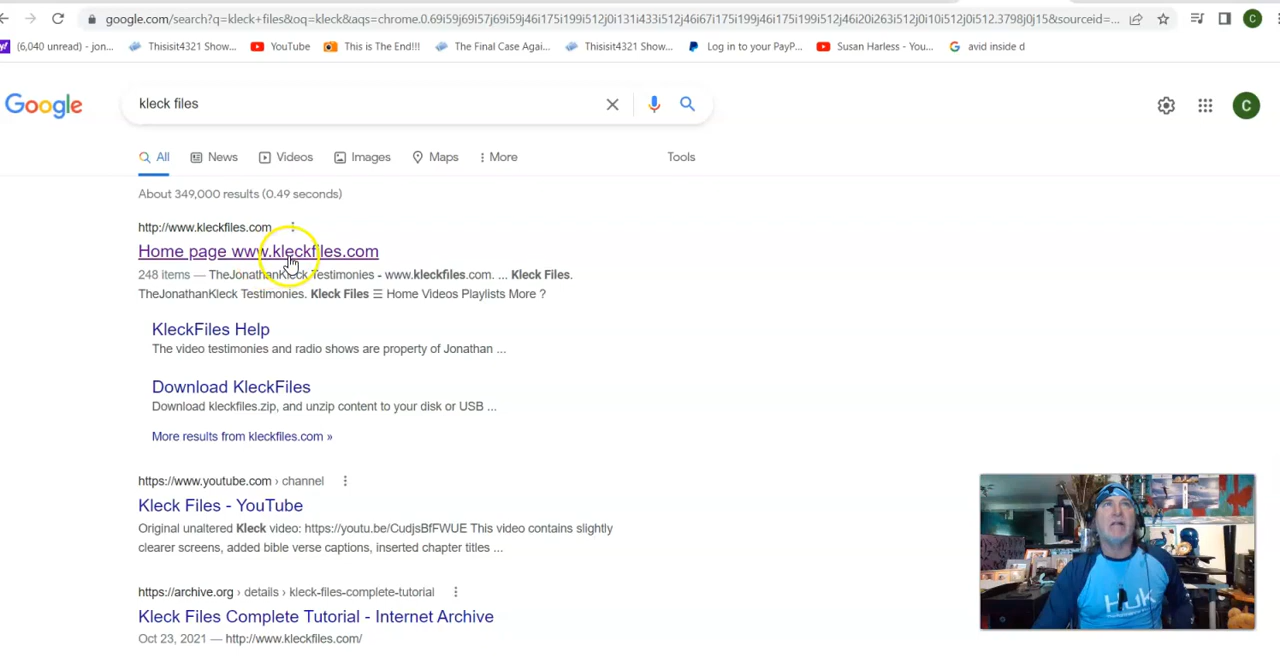 google.com/search?q=kleck+files&oq=kleck&aqs=chrome.0.69i59j69i57j69i59j46i175i199i512j0i131i433i512j46i67i175i199j46i175i199i512j46i20i263i512j0i10i512j0i512.3798j0j15&sourceid=...
(6,040 unread) - jon...
Thisisit4321 Show...
YouTube
This is The End!!!
The Final Case Agai...
Thisisit4321 Show...
Log in to your PayP...
Susan Harless - You...
avid inside d
Google
kleck files
C
All
News
Videos
Images
Maps
More
Tools
About 349,000 results (0.49 seconds)
http://www.kleckfiles.com
Home page www.kleckfiles.com
248 items — TheJonathanKleck Testimonies - www.kleckfiles.com. ... Kleck Files.
TheJonathanKleck Testimonies. Kleck Files ☰ Home Videos Playlists More ?
KleckFiles Help
The video testimonies and radio shows are property of Jonathan ...
Download KleckFiles
Download kleckfiles.zip, and unzip content to your disk or USB ...
More results from kleckfiles.com »
https://www.youtube.com › channel
Kleck Files - YouTube
Original unaltered Kleck video: https://youtu.be/CudjsBfFWUE This video contains slightly
clearer screens, added bible verse captions, inserted chapter titles ...
https://archive.org › details › kleck-files-complete-tutorial
Kleck Files Complete Tutorial - Internet Archive
Oct 23, 2021 — http://www.kleckfiles.com/
HUK